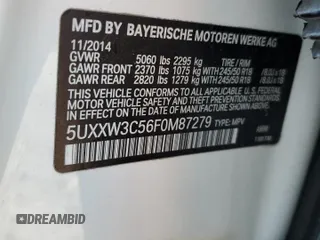 MFD BY BAYERISCHE MOTOREN WERKE AG
11/2014
GVWR 5060 lbs 2295 kg TIRE / RIM
GAWR FRONT 2370 lbs 1075 kg WITH 245/50 R18
GAWR REAR 2820 lbs 1279 kg WITH 245/50 R18
THIS VEHICLE CONFORMS TO ALL APPLICABLE FEDERAL MOTOR VEHICLE SAFETY AND THEFT PREVENTION STANDARDS IN EFFECT ON THE DATE OF MANUFACTURE SHOWN ABOVE.
5UXXW3C56F0M87279 TYPE: MPV
DREAMBID